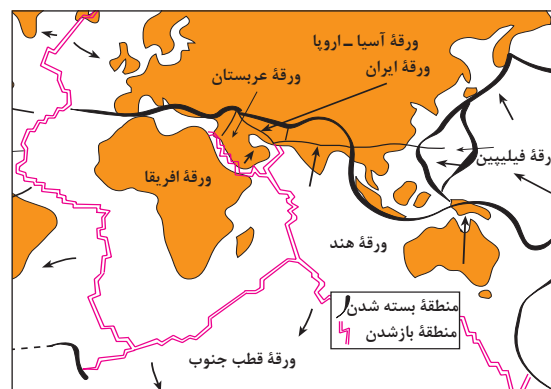 ورقهٔ آسیا ـ اروپا
ورقهٔ ایران
ورقهٔ عربستان
ورقهٔ فیلیپین
ورقهٔ افریقا
ورقهٔ هند
منطقهٔ بسته شدن
منطقهٔ بازشدن
ورقهٔ قطب جنوب